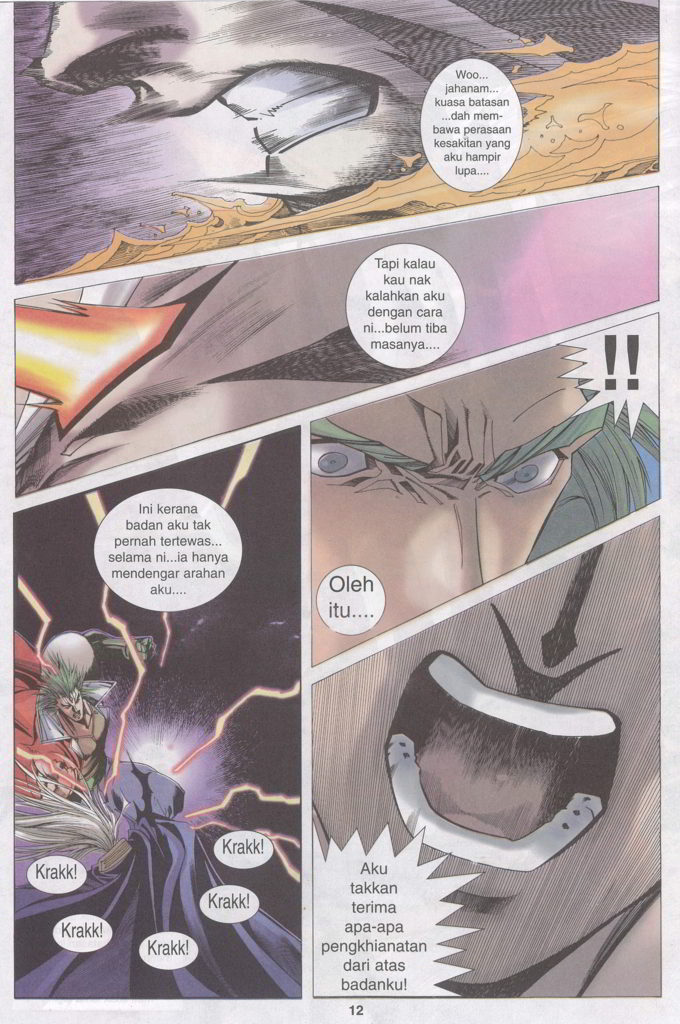 Woo...
jahanam...
kuasa batasan
...dah mem-
bawa perasaan
kesakitan yang
aku hampir
lupa....
Tapi kalau
kau nak
kalahkan aku
dengan cara
ni...belum tiba
masanya....
!!
Ini kerana
badan aku tak
pernah tertewas...
selama ni...ia hanya
mendengar arahan
aku....
Oleh
itu....
Krakk!
Krakk!
Krakk!
Krakk!
Krakk!
Aku
takkan
terima
apa-apa
pengkhianatan
dari atas
badanku!
12